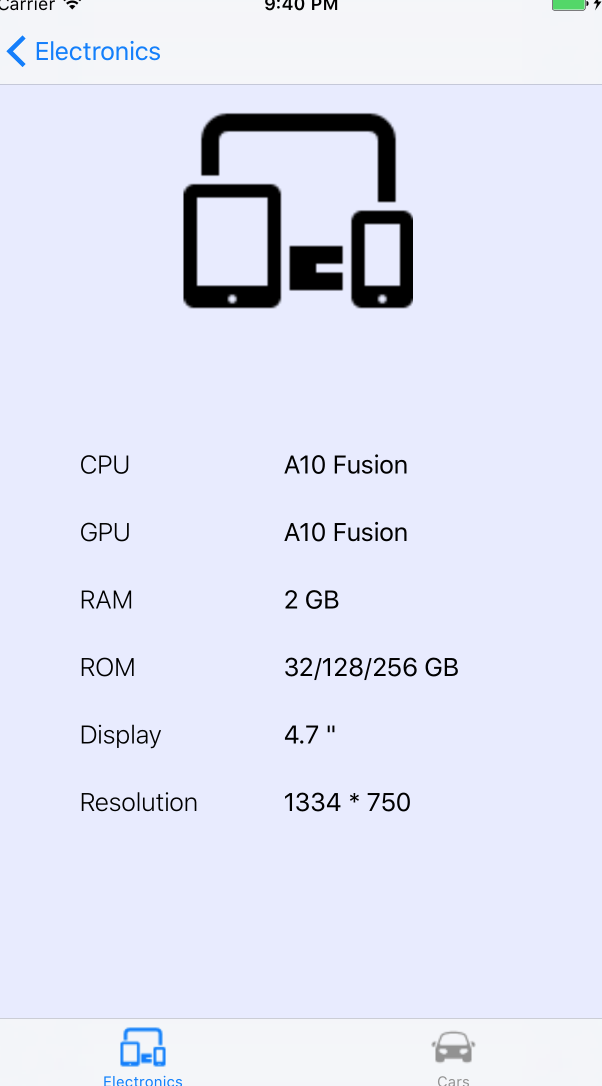 Carrier 9:40 PM
Electronics
CPU A10 Fusion
GPU A10 Fusion
RAM 2 GB
ROM 32/128/256 GB
Display 4.7 "
Resolution 1334 * 750
Electronics Cars